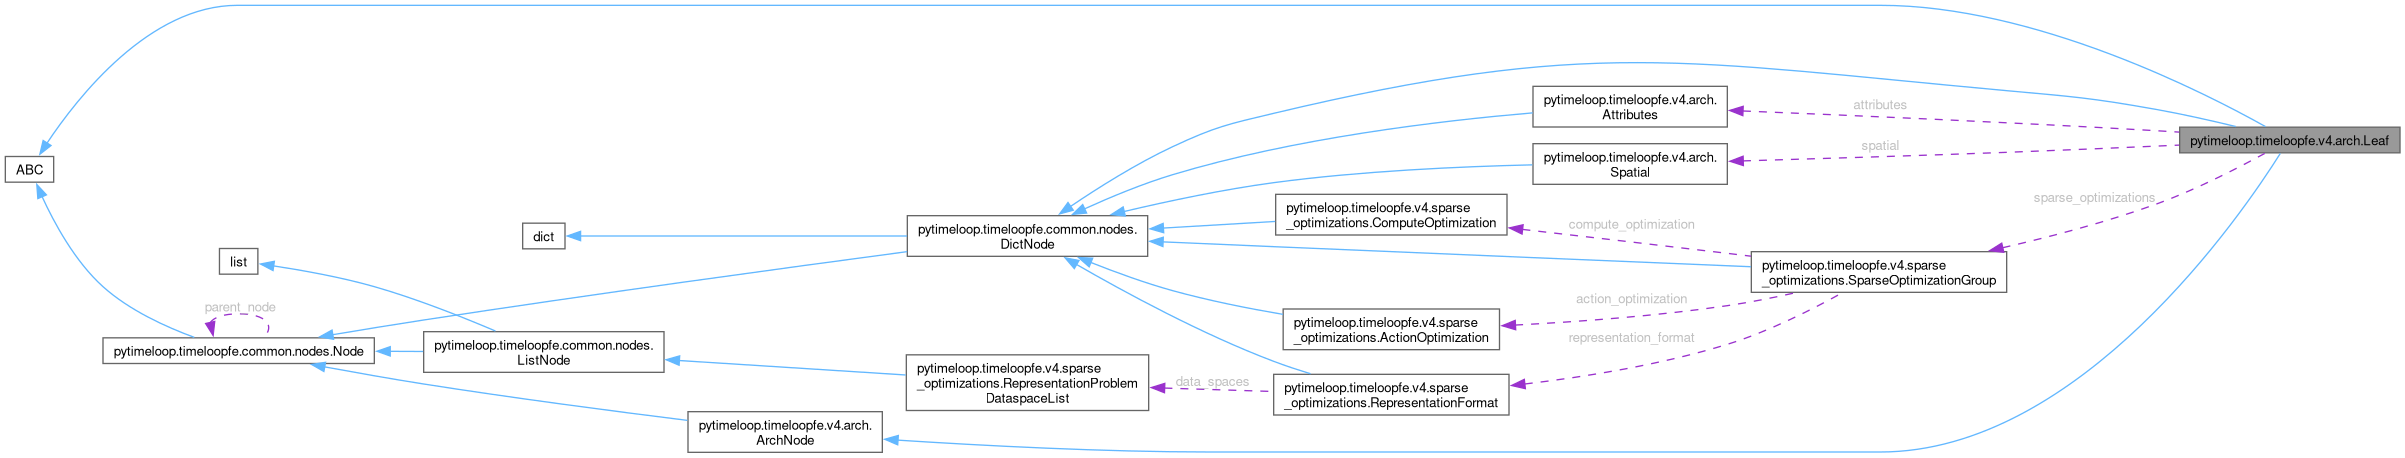 pytimeloop.timeloopfe.v4.arch.
Attributes
attributes
pytimeloop.timeloopfe.v4.arch.Leaf
spatial
pytimeloop.timeloopfe.v4.arch.
Spatial
ABC
sparse_optimizations
pytimeloop.timeloopfe.v4.sparse
_optimizations.ComputeOptimization
compute_optimization
dict
pytimeloop.timeloopfe.common.nodes.
DictNode
list
pytimeloop.timeloopfe.v4.sparse
_optimizations.SparseOptimizationGroup
parent_node
action_optimization
pytimeloop.timeloopfe.v4.sparse
_optimizations.ActionOptimization
representation_format
pytimeloop.timeloopfe.common.nodes.Node
pytimeloop.timeloopfe.common.nodes.
ListNode
pytimeloop.timeloopfe.v4.sparse
_optimizations.RepresentationProblem
DataspaceList
data_spaces
pytimeloop.timeloopfe.v4.sparse
_optimizations.RepresentationFormat
pytimeloop.timeloopfe.v4.arch.
ArchNode